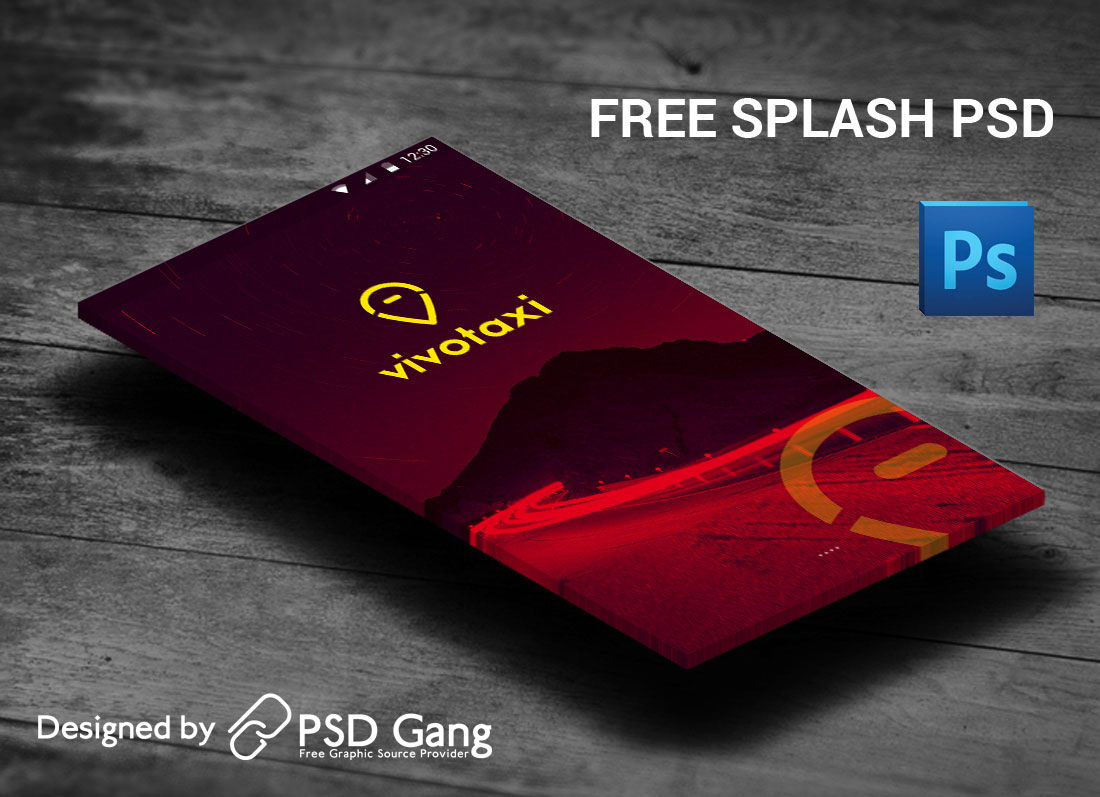 FREE SPLASH PSD
Ps
12:30
vivotaxi
Designed by PSD Gang
Free Graphic Source Provider